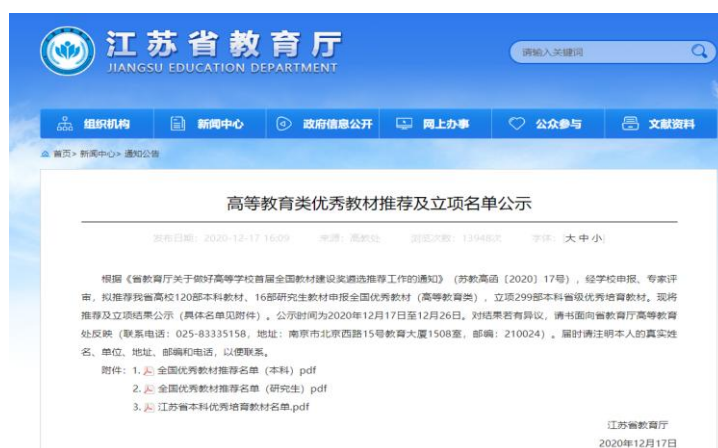 江苏省教育厅
JIANGSU EDUCATION DEPARTMENT
请输入关键词
组织机构 新闻中心 政府信息公开 网上办事 公众参与 文献资料
首页> 新闻中心> 通知公告
高等教育类优秀教材推荐及立项名单公示
发布日期: 2020-12-17 16:09 来源: 高教处 浏览次数: 13948次 字体: [大 中 小]
根据《省教育厅关于做好高等学校首届全国教材建设奖遴选推荐工作的通知》（苏教高函〔2020〕17号），经学校申报、专家评
审，拟推荐我省高校120部本科教材、16部研究生教材申报全国优秀教材（高等教育类），立项299部本科省级优秀培育教材。现将
推荐及立项结果公示（具体名单见附件）。公示时间为2020年12月17日至12月26日。对结果若有异议，请书面向省教育厅高等教育
处反映（联系电话：025-83335158，地址：南京市北京西路15号教育大厦1508室，邮编：210024）。届时请注明本人的真实姓
名、单位、地址、邮编和电话，以便联系。
附件：1. 全国优秀教材推荐名单（本科）pdf
2. 全国优秀教材推荐名单（研究生）pdf
3. 江苏省本科优秀培育教材名单.pdf
江苏省教育厅
2020年12月17日